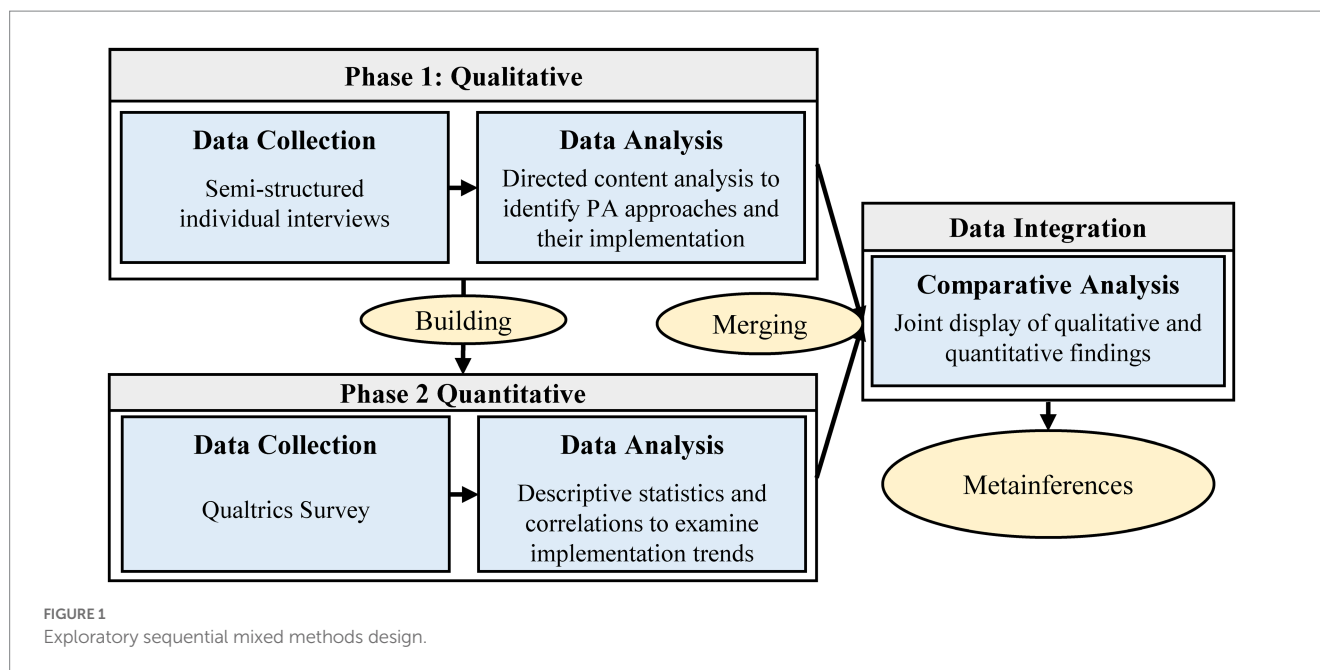 Phase 1: Qualitative
Data Collection
Semi-structured
individual interviews
Data Analysis
Directed content analysis to
identify PA approaches and
their implementation
Building
Merging
Phase 2 Quantitative
Data Collection
Qualtrics Survey
Data Analysis
Descriptive statistics and
correlations to examine
implementation trends
Data Integration
Comparative Analysis
Joint display of qualitative and
quantitative findings
Metainferences
FIGURE 1
Exploratory sequential mixed methods design.